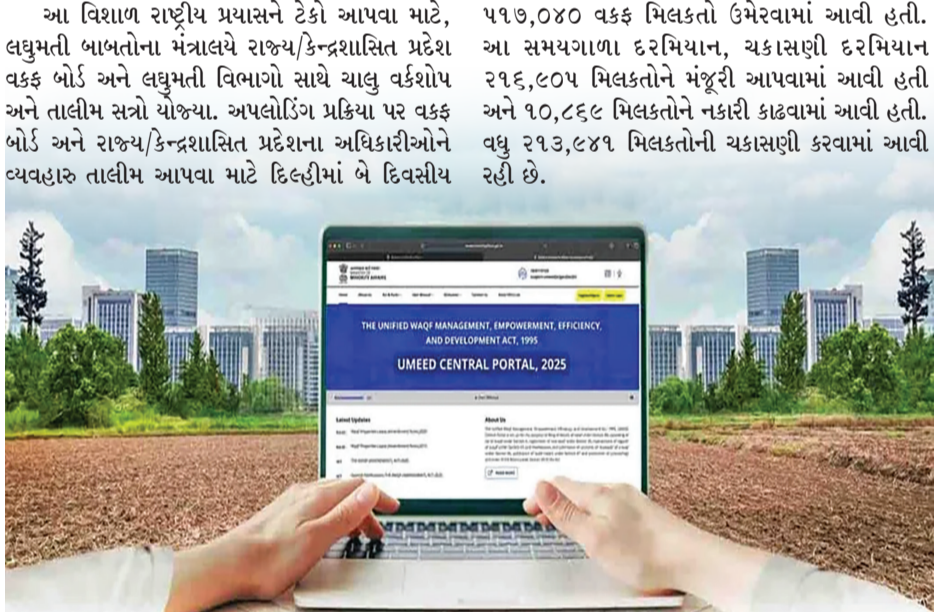 આ વિશાળ રાષ્ટ્રીય પ્રયાસને ટેકો આપવા માટે,
લઘુમતી બાબતોના મંત્રાલયે રાજ્ય/કેન્દ્રશાસિત પ્રદેશ
વકફ બોર્ડ અને લઘુમતી વિભાગો સાથે ચાલુ વર્કશોપ
અને તાલીમ સત્રો યોજ્યા. અપલોડિંગ પ્રક્રિયા પર વકફ
બોર્ડ અને રાજ્ય/કેન્દ્રશાસિત પ્રદેશના અધિકારીઓને
વ્યવહારુ તાલીમ આપવા માટે દિલ્હીમાં બે દિવસીય
૫૧૭,૦૪૦ વકફ મિલકતો ઉમેરવામાં આવી હતી.
આ સમયગાળા દરમિયાન, ચકાસણી દરમિયાન
૨૧૬,૯૦૫ મિલકતોને મંજૂરી આપવામાં આવી હતી
અને ૧૦,૮૬૯ મિલકતોને નકારી કાઢવામાં આવી હતી.
વધુ ૨૧૩,૯૪૧ મિલકતોની ચકાસણી કરવામાં આવી
રહી છે.
THE UNIFIED WAQF MANAGEMENT, EMPOWERMENT, EFFICIENCY,
AND DEVELOPMENT ACT, 1995
UMEED CENTRAL PORTAL, 2025
Latest Updates
About Us
READ MORE